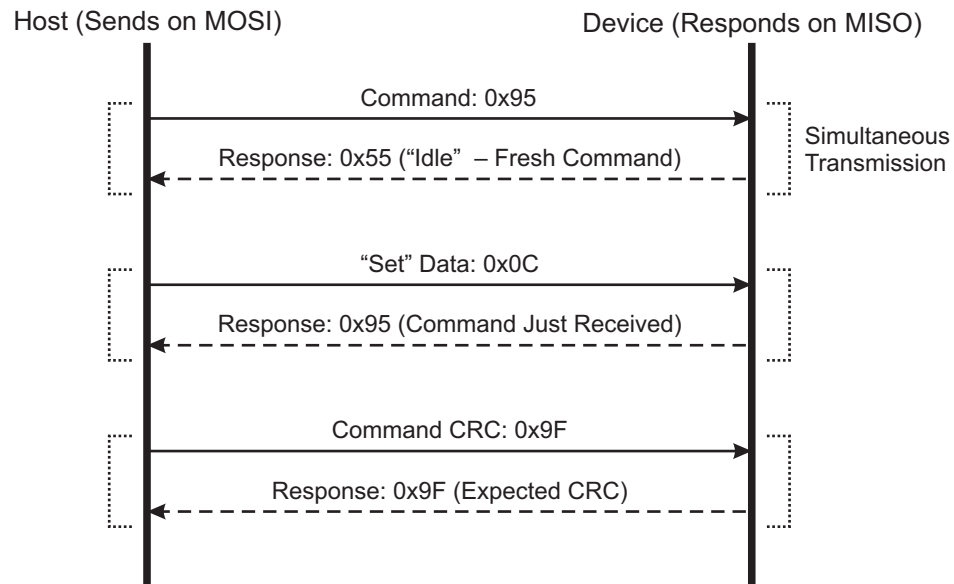 Host (Sends on MOSI)
Device (Responds on MISO)
Command: 0x95
Response: 0x55 (“Idle” – Fresh Command)
Simultaneous
Transmission
“Set” Data: 0x0C
Response: 0x95 (Command Just Received)
Command CRC: 0x9F
Response: 0x9F (Expected CRC)